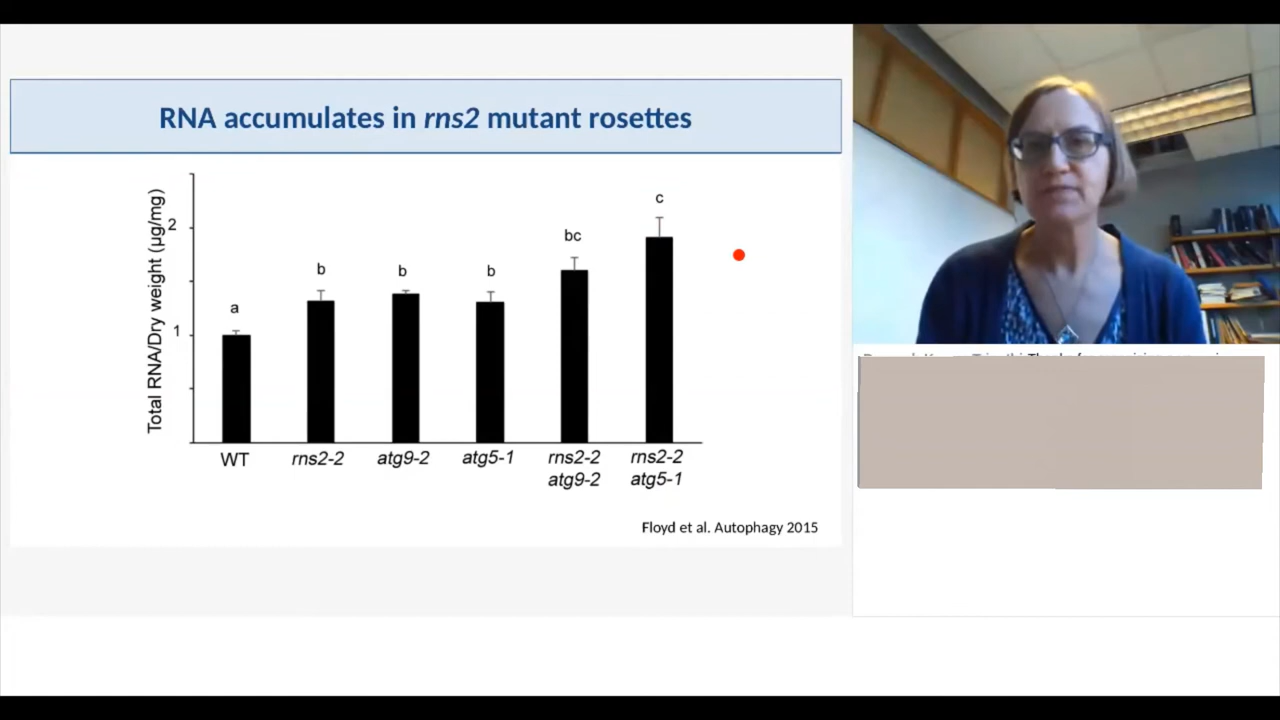 RNA accumulates in rns2 mutant rosettes
Total RNA/Dry weight (µg/mg)
2
1
a
b
b
b
bc
c
WT
rns2-2
atg9-2
atg5-1
rns2-2
atg9-2
rns2-2
atg5-1
Floyd et al. Autophagy 2015